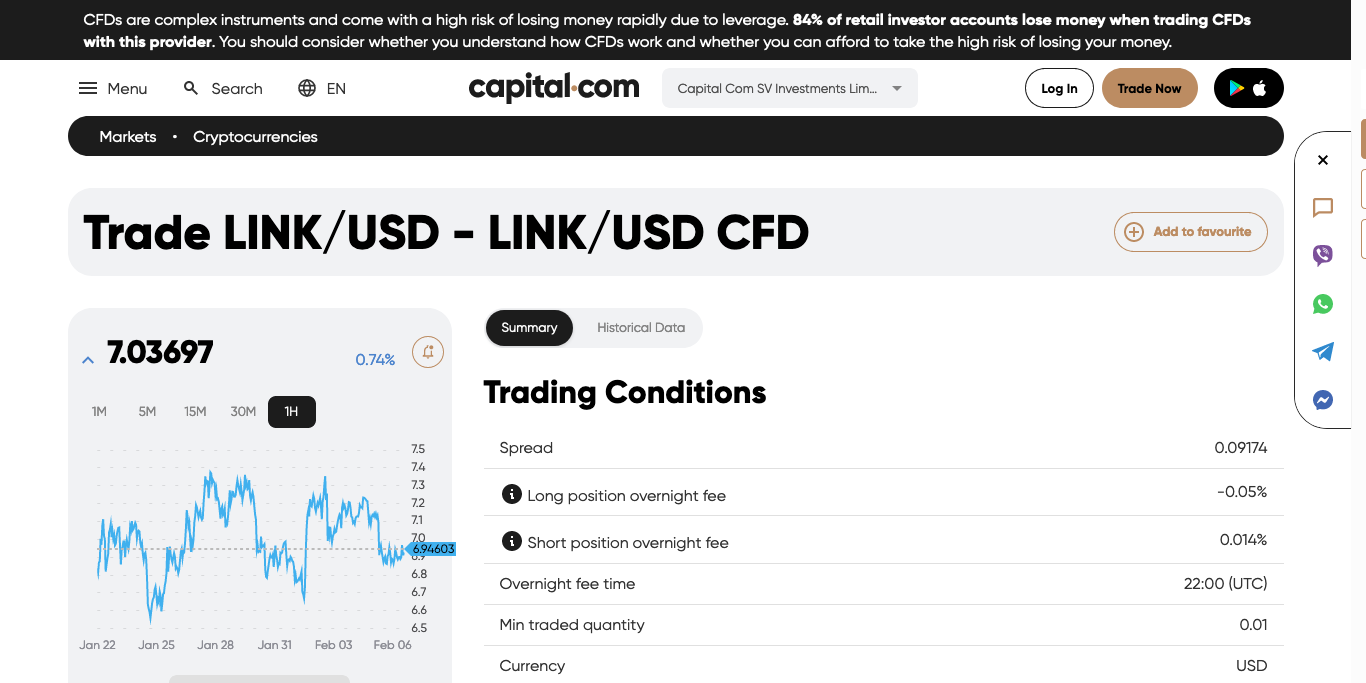 CFDs are complex instruments and come with a high risk of losing money rapidly due to leverage. 84% of retail investor accounts lose money when trading CFDs
with this provider. You should consider whether you understand how CFDs work and whether you can afford to take the high risk of losing your money.
Menu Search EN capital.com Capital Com SV Investments Lim... Log In Trade Now
Markets • Cryptocurrencies
Trade LINK/USD - LINK/USD CFD
Add to favourite
7.03697
0.74%
1M 5M 15M 30M 1H
7.5
7.4
7.3
7.2
7.1
7.0
6.94603
6.9
6.8
6.7
6.6
6.5
Jan 22 Jan 25 Jan 28 Jan 31 Feb 03 Feb 06
Summary Historical Data
Trading Conditions
Spread 0.09174
Long position overnight fee -0.05%
Short position overnight fee 0.014%
Overnight fee time 22:00 (UTC)
Min traded quantity 0.01
Currency USD